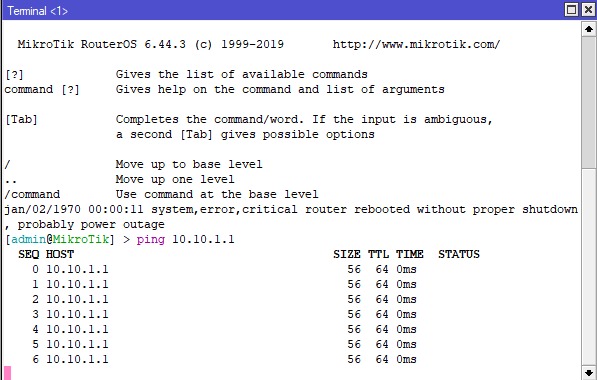 Terminal <1>
MikroTik RouterOS 6.44.3 (c) 1999-2019       http://www.mikrotik.com/
[?]             Gives the list of available commands
command [?]     Gives help on the command and list of arguments
[Tab]           Completes the command/word. If the input is ambiguous,
                a second [Tab] gives possible options
/               Move up to base level
..              Move up one level
/command        Use command at the base level
jan/02/1970 00:00:11 system,error,critical router rebooted without proper shutdown
, probably power outage
[admin@MikroTik] > ping 10.10.1.1
  SEQ HOST                                     SIZE TTL TIME  STATUS
    0 10.10.1.1                                  56  64 0ms
    1 10.10.1.1                                  56  64 0ms
    2 10.10.1.1                                  56  64 0ms
    3 10.10.1.1                                  56  64 0ms
    4 10.10.1.1                                  56  64 0ms
    5 10.10.1.1                                  56  64 0ms
    6 10.10.1.1                                  56  64 0ms